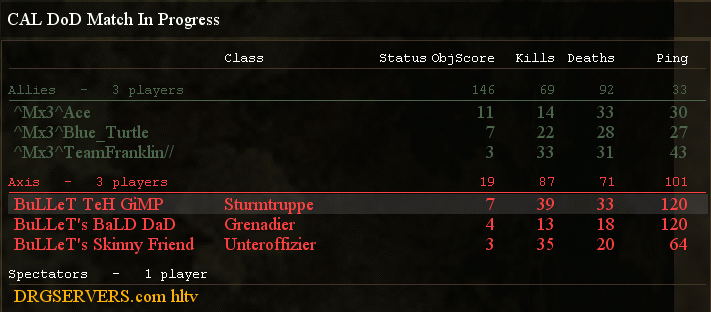 CAL DoD Match In Progress
Class Status ObjScore Kills Deaths Ping
Allies - 3 players 146 69 92 33
^Mx3^Ace 11 14 33 30
^Mx3^Blue_Turtle 7 22 28 27
^Mx3^TeamFranklin// 3 33 31 43
Axis - 3 players 19 87 71 101
BuLLeT TeH GiMP Sturmtruppe 7 39 33 120
BuLLeT's BaLD DaD Grenadier 4 13 18 120
BuLLeT's Skinny Friend Unteroffizier 3 35 20 64
Spectators - 1 player
DRGSERVERS.com hltv